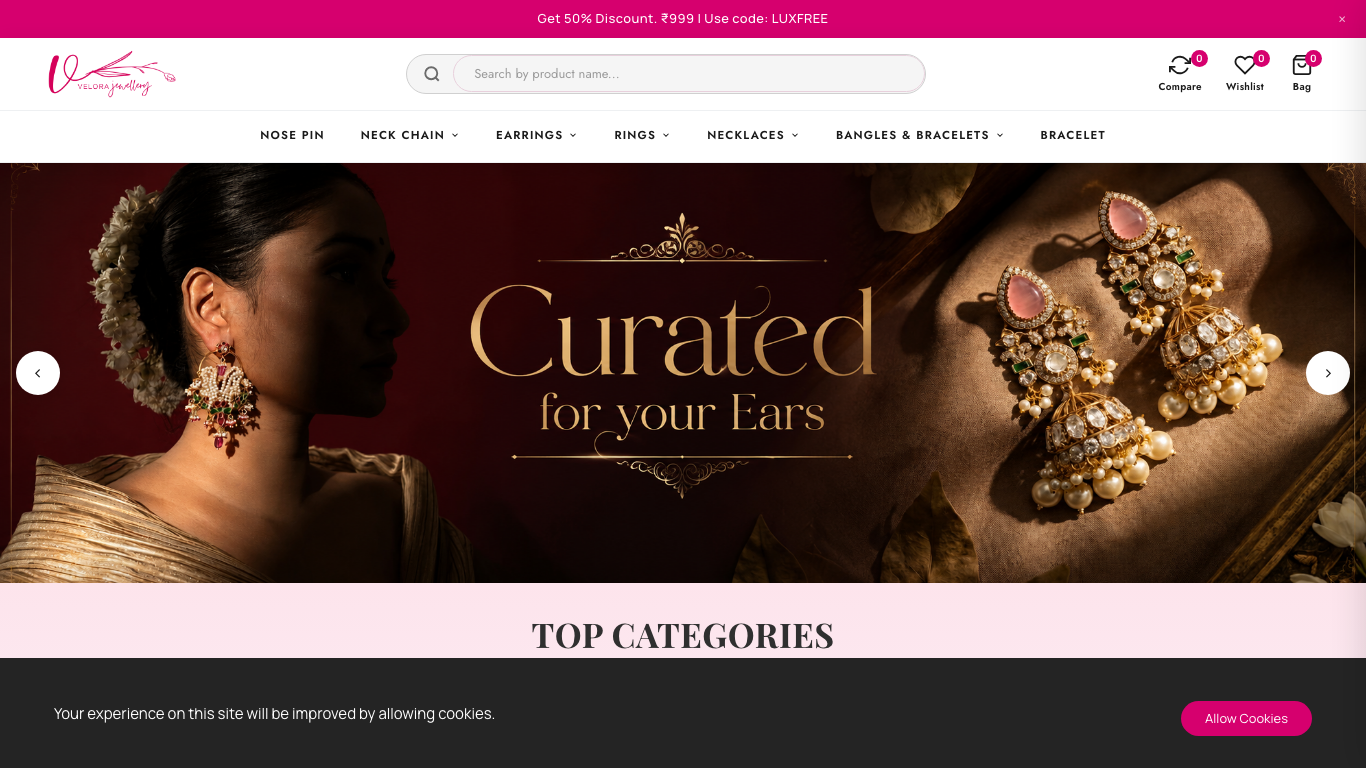 Get 50% Discount. ₹999 | Use code: LUXFREE
×
VELORA jewellery
Search by product name...
0
0
0
Compare
Wishlist
Bag
NOSE PIN
NECK CHAIN
EARRINGS
RINGS
NECKLACES
BANGLES & BRACELETS
BRACELET
Curated
for your Ears
TOP CATEGORIES
Your experience on this site will be improved by allowing cookies.
Allow Cookies